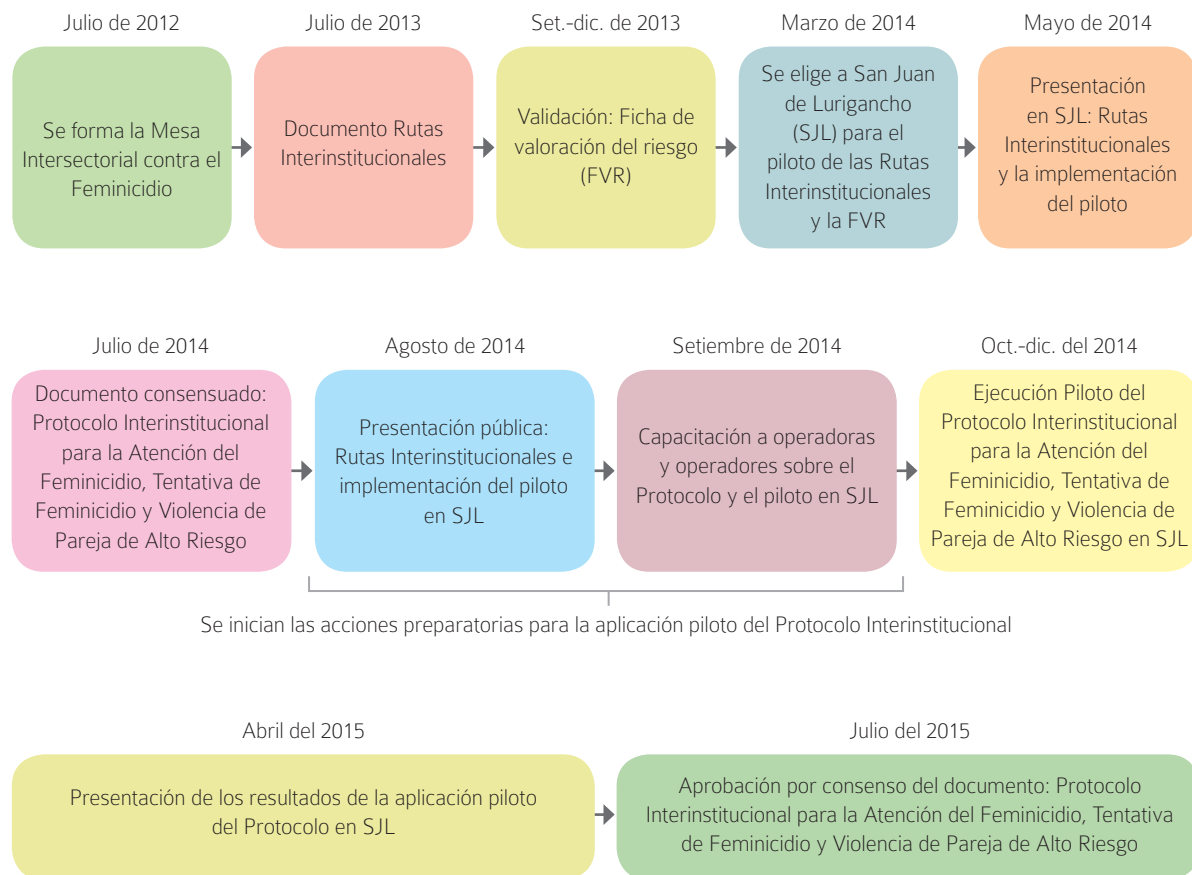 Julio de 2012
Se forma la Mesa
Intersectorial contra el
Feminicidio
Julio de 2013
Documento Rutas
Interinstitucionales
Set.-dic. de 2013
Validación: Ficha de
valoración del riesgo
(FVR)
Marzo de 2014
Se elige a San Juan
de Lurigancho
(SJL) para el
piloto de las Rutas
Interinstitucionales
y la FVR
Mayo de 2014
Presentación
en SJL: Rutas
Interinstitucionales
y la implementación
del piloto
Julio de 2014
Documento consensuado:
Protocolo Interinstitucional
para la Atención del
Feminicidio, Tentativa de
Feminicidio y Violencia de
Pareja de Alto Riesgo
Agosto de 2014
Presentación pública:
Rutas Interinstitucionales e
implementación del piloto
en SJL
Setiembre de 2014
Capacitación a operadoras
y operadores sobre el
Protocolo y el piloto en SJL
Oct.-dic. del 2014
Ejecución Piloto del
Protocolo Interinstitucional
para la Atención del
Feminicidio, Tentativa de
Feminicidio y Violencia de
Pareja de Alto Riesgo en SJL
Se inician las acciones preparatorias para la aplicación piloto del Protocolo Interinstitucional
Abril del 2015
Presentación de los resultados de la aplicación piloto
del Protocolo en SJL
Julio del 2015
Aprobación por consenso del documento: Protocolo
Interinstitucional para la Atención del Feminicidio, Tentativa
de Feminicidio y Violencia de Pareja de Alto Riesgo